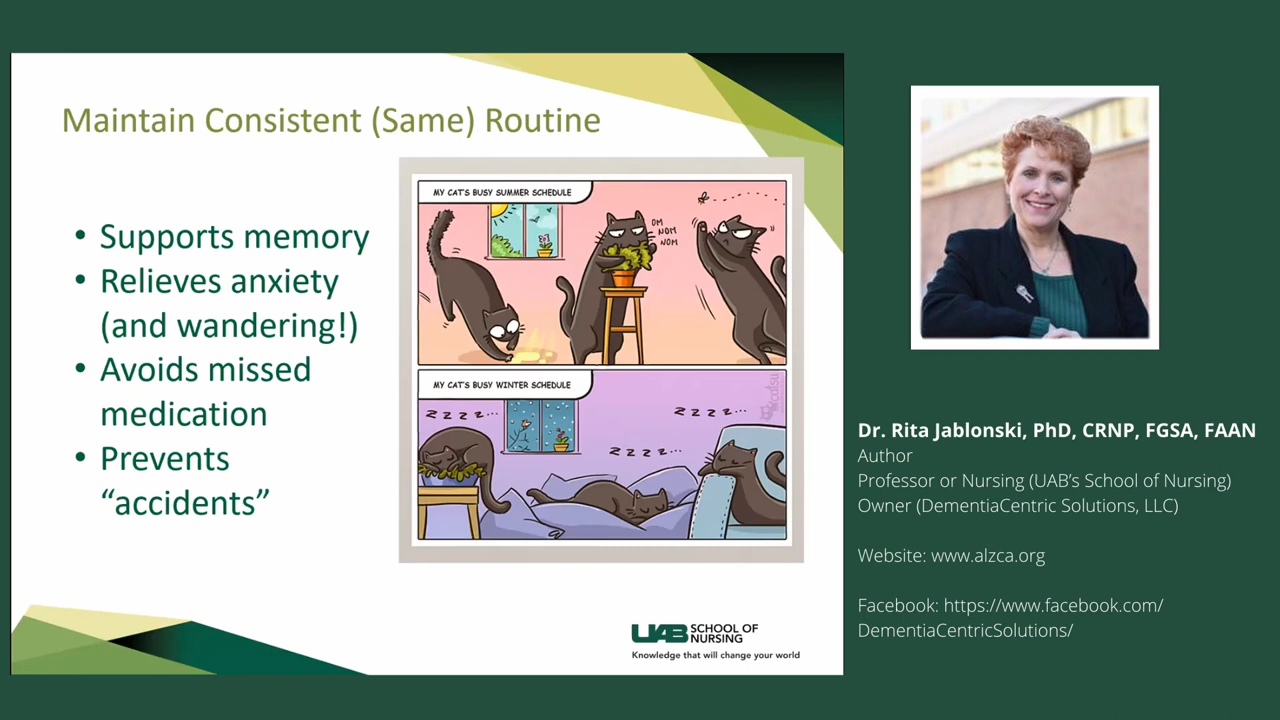 Maintain Consistent (Same) Routine
• Supports memory
• Relieves anxiety
(and wandering!)
• Avoids missed
medication
• Prevents
“accidents”
MY CAT'S BUSY SUMMER SCHEDULE
OM
NOM
NOM
MY CAT'S BUSY WINTER SCHEDULE
Z Z Z Z...
Z Z Z Z...
Z Z Z Z...
catsu
UAB SCHOOL OF
NURSING
Knowledge that will change your world
Dr. Rita Jablonski, PhD, CRNP, FGSA, FAAN
Author
Professor or Nursing (UAB’s School of Nursing)
Owner (DementiaCentric Solutions, LLC)
Website: www.alzca.org
Facebook: https://www.facebook.com/
DementiaCentricSolutions/